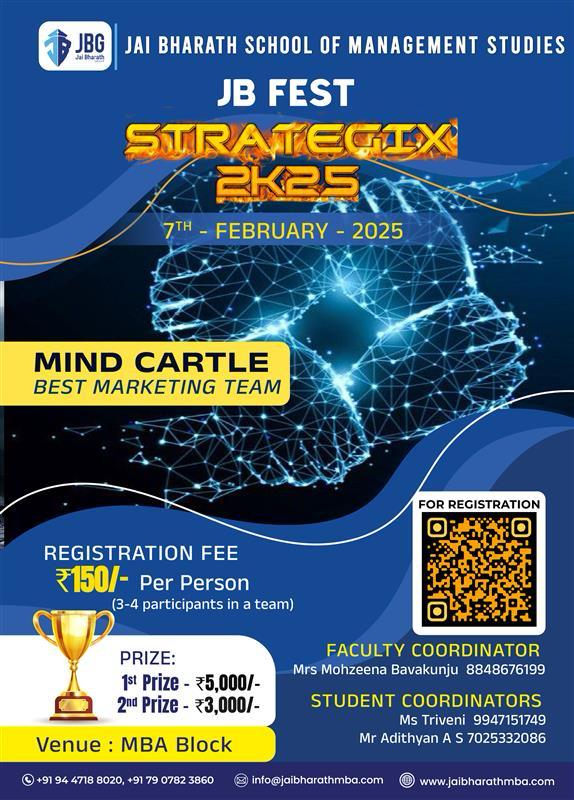 JBG
Jai Bharath
JAI BHARATH SCHOOL OF MANAGEMENT STUDIES
JB FEST
STRATEGIX
2K25
7TH - FEBRUARY - 2025
MIND CARTLE
BEST MARKETING TEAM
FOR REGISTRATION
REGISTRATION FEE
₹150/- Per Person
(3-4 participants in a team)
PRIZE:
1st Prize - ₹5,000/-
2nd Prize - ₹3,000/-
Venue : MBA Block
FACULTY COORDINATOR
Mrs Mohzeena Bavakunju 8848676199
STUDENT COORDINATORS
Ms Triveni 9947151749
Mr Adithyan A S 7025332086
+91 94 4718 8020, +91 790782 3860 info@jaibharathmba.com www.jaibharathmba.com